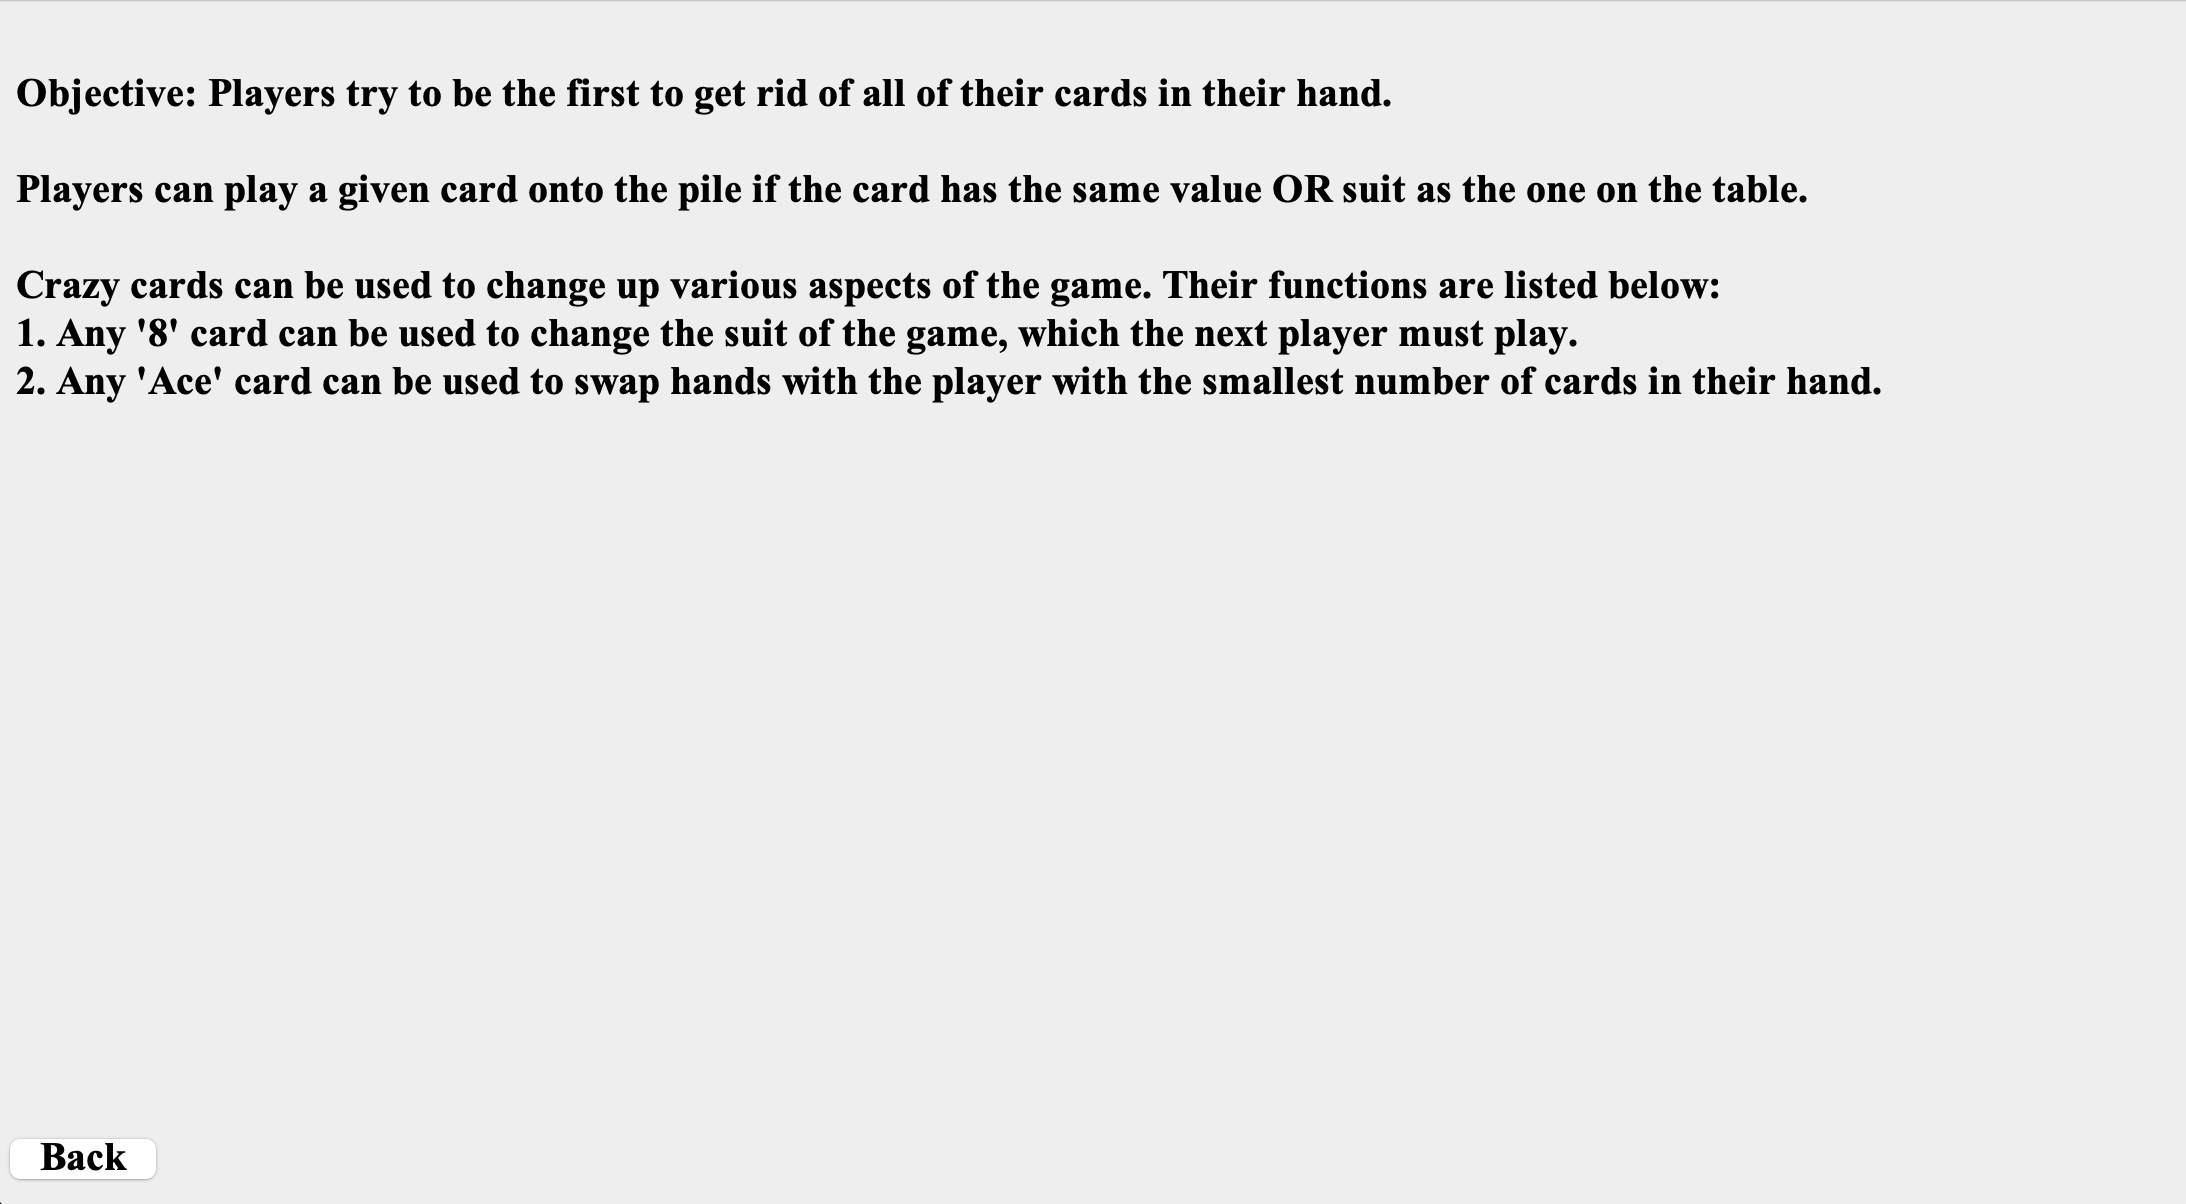 Objective: Players try to be the first to get rid of all of their cards in their hand.
Players can play a given card onto the pile if the card has the same value OR suit as the one on the table.
Crazy cards can be used to change up various aspects of the game. Their functions are listed below:
1. Any '8' card can be used to change the suit of the game, which the next player must play.
2. Any 'Ace' card can be used to swap hands with the player with the smallest number of cards in their hand.
Back